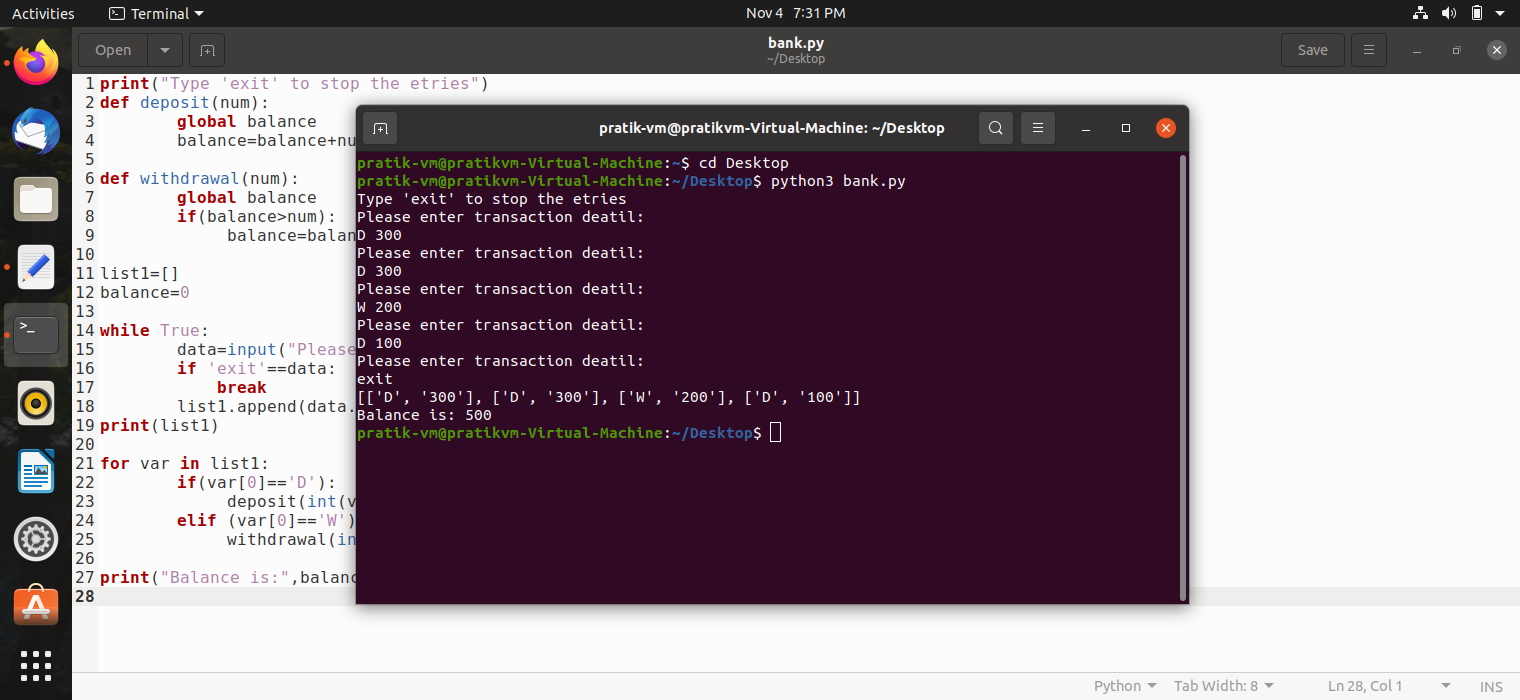 Activities Terminal Nov 4 7:31 PM
Open bank.py Save
~/Desktop
1 print("Type 'exit' to stop the etries")
2 def deposit(num):
3 global balance
4 balance=balance+nu
5
6 def withdrawal(num):
7 global balance
8 if(balance>num):
9 balance=balan
10
11 list1=[]
12 balance=0
13
14 while True:
15 data=input("Please
16 if 'exit'==data:
17 break
18 list1.append(data.
19 print(list1)
20
21 for var in list1:
22 if(var[0]=='D'):
23 deposit(int(v
24 elif (var[0]=='W')
25 withdrawal(in
26
27 print("Balance is:",balanc
28
pratik-vm@pratikvm-Virtual-Machine: ~/Desktop
pratik-vm@pratikvm-Virtual-Machine:~$ cd Desktop
pratik-vm@pratikvm-Virtual-Machine:~/Desktop$ python3 bank.py
Type 'exit' to stop the etries
Please enter transaction deatil:
D 300
Please enter transaction deatil:
D 300
Please enter transaction deatil:
W 200
Please enter transaction deatil:
D 100
Please enter transaction deatil:
exit
[['D', '300'], ['D', '300'], ['W', '200'], ['D', '100']]
Balance is: 500
pratik-vm@pratikvm-Virtual-Machine:~/Desktop$
Python Tab Width: 8 Ln 28, Col 1 INS